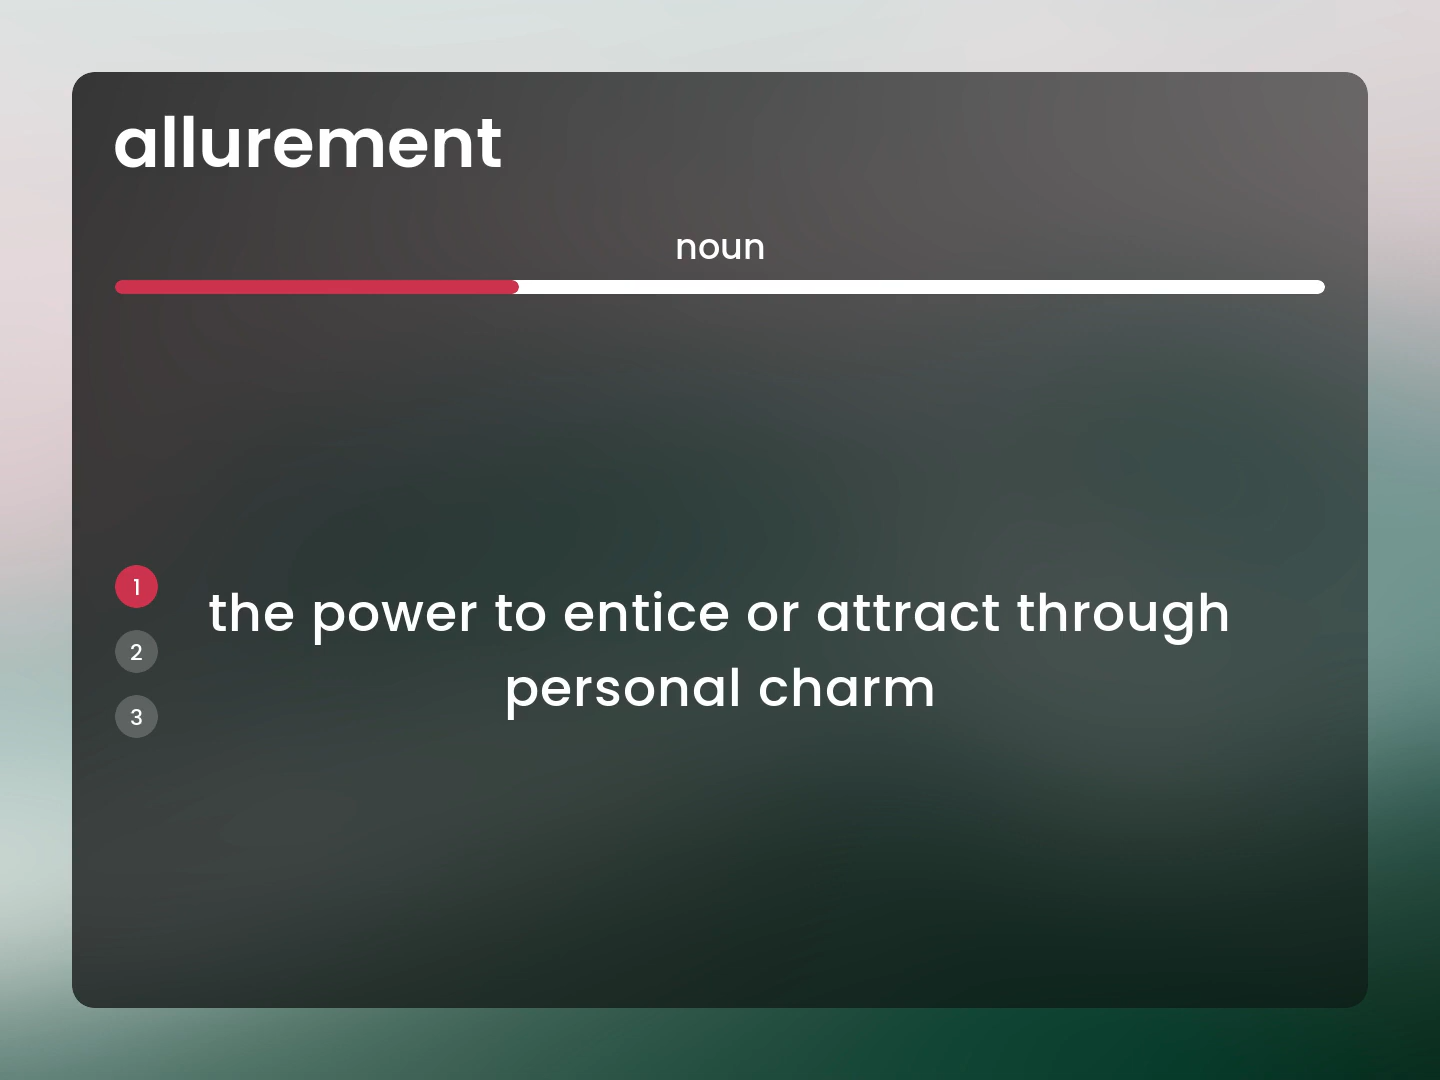 allurement
noun
1
2
3
the power to entice or attract through
personal charm